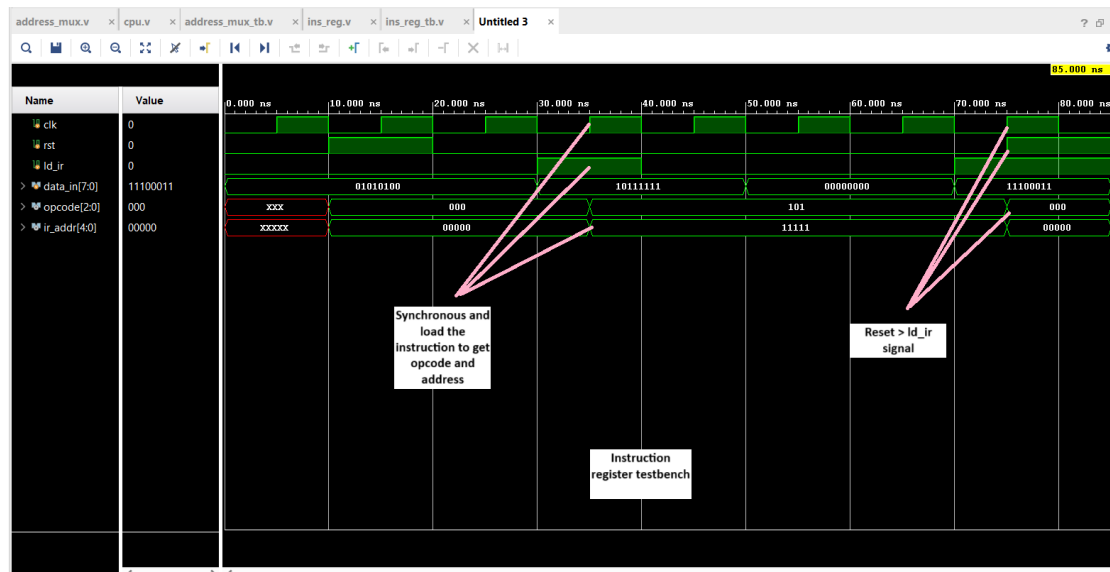 address_mux.v × cpu.v × address_mux_tb.v × ins_reg.v × ins_reg_tb.v × Untitled 3 × ?
85.000 ns
Name Value 0.000 ns 10.000 ns 20.000 ns 30.000 ns 40.000 ns 50.000 ns 60.000 ns 70.000 ns 80.000 ns
clk 0
rst 0
ld_ir 0
data_in[7:0] 11100011 01010100 10111111 00000000 11100011
opcode[2:0] 000 XXX 000 101 000
ir_addr[4:0] 00000 XXXXX 00000 11111 00000
Synchronous and
load the
instruction to get
opcode and
address
Reset > ld_ir
signal
Instruction
register testbench